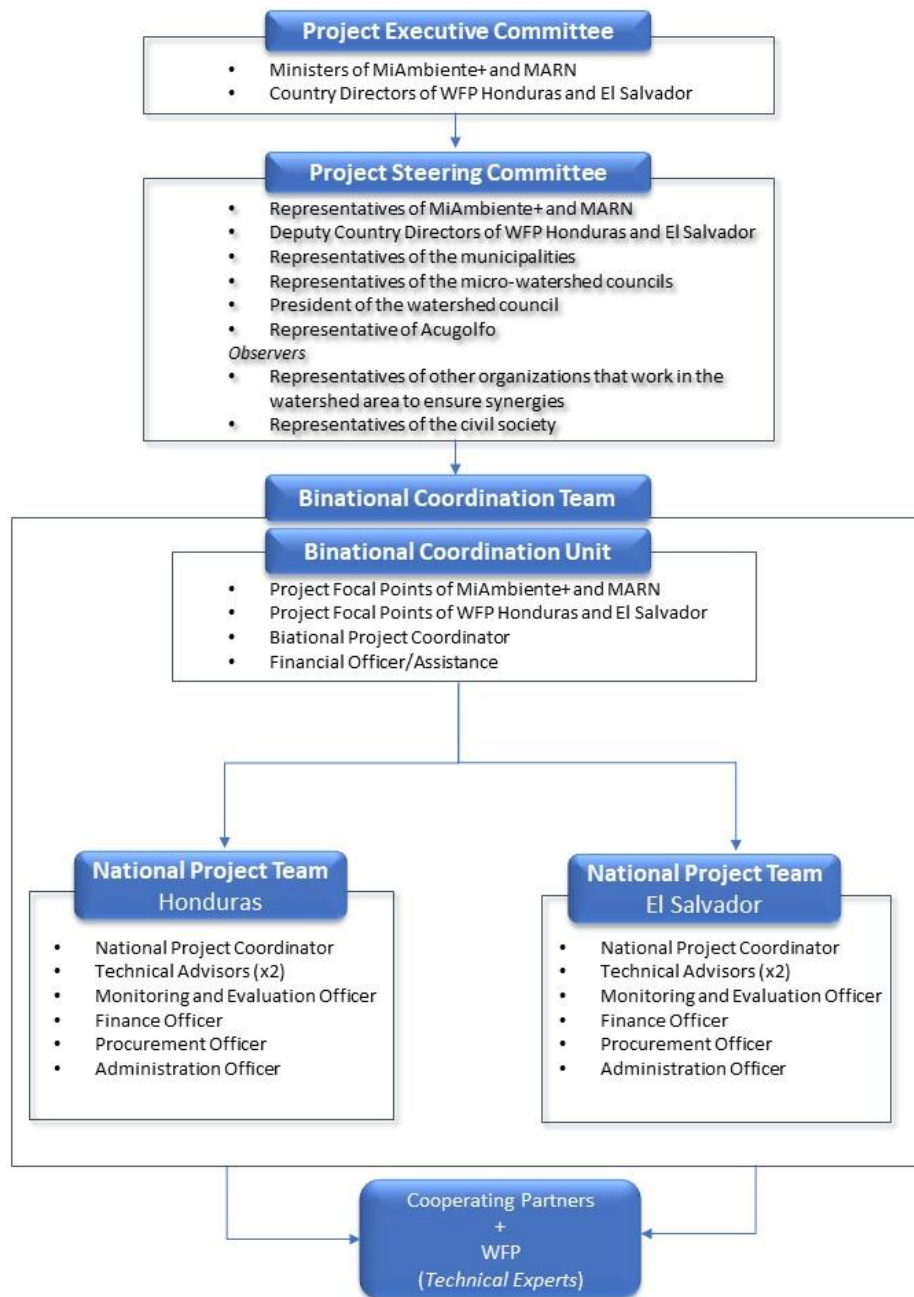 Project Executive Committee
• Ministers of MiAmbiente+ and MARN
• Country Directors of WFP Honduras and El Salvador
Project Steering Committee
• Representatives of MiAmbiente+ and MARN
• Deputy Country Directors of WFP Honduras and El Salvador
• Representatives of the municipalities
• Representatives of the micro-watershed councils
• President of the watershed council
• Representative of Acugolfo
Observers
• Representatives of other organizations that work in the
watershed area to ensure synergies
• Representatives of the civil society
Binational Coordination Team
Binational Coordination Unit
• Project Focal Points of MiAmbiente+ and MARN
• Project Focal Points of WFP Honduras and El Salvador
• Biational Project Coordinator
• Financial Officer/Assistance
National Project Team
Honduras
• National Project Coordinator
• Technical Advisors (x2)
• Monitoring and Evaluation Officer
• Finance Officer
• Procurement Officer
• Administration Officer
National Project Team
El Salvador
• National Project Coordinator
• Technical Advisors (x2)
• Monitoring and Evaluation Officer
• Finance Officer
• Procurement Officer
• Administration Officer
Cooperating Partners
+
WFP
(Technical Experts)